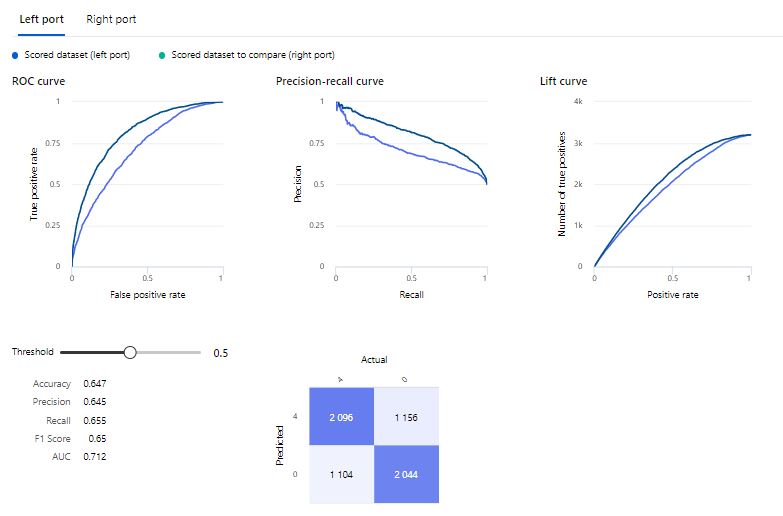 Left port Right port
Scored dataset (left port) Scored dataset to compare (right port)
ROC curve Precision-recall curve Lift curve
1
0.75
0.5
0.25
0
True positive rate
0 0.5 1
False positive rate
1
0.75
0.5
0.25
0
Precision
0 0.5 1
Recall
4k
3k
2k
1k
0
Number of true positives
0 0.5 1
Positive rate
Threshold 0.5
Accuracy 0.647
Precision 0.645
Recall 0.655
F1 Score 0.65
AUC 0.712
Actual
4 0
Predicted
4 2 096 1 156
0 1 104 2 044